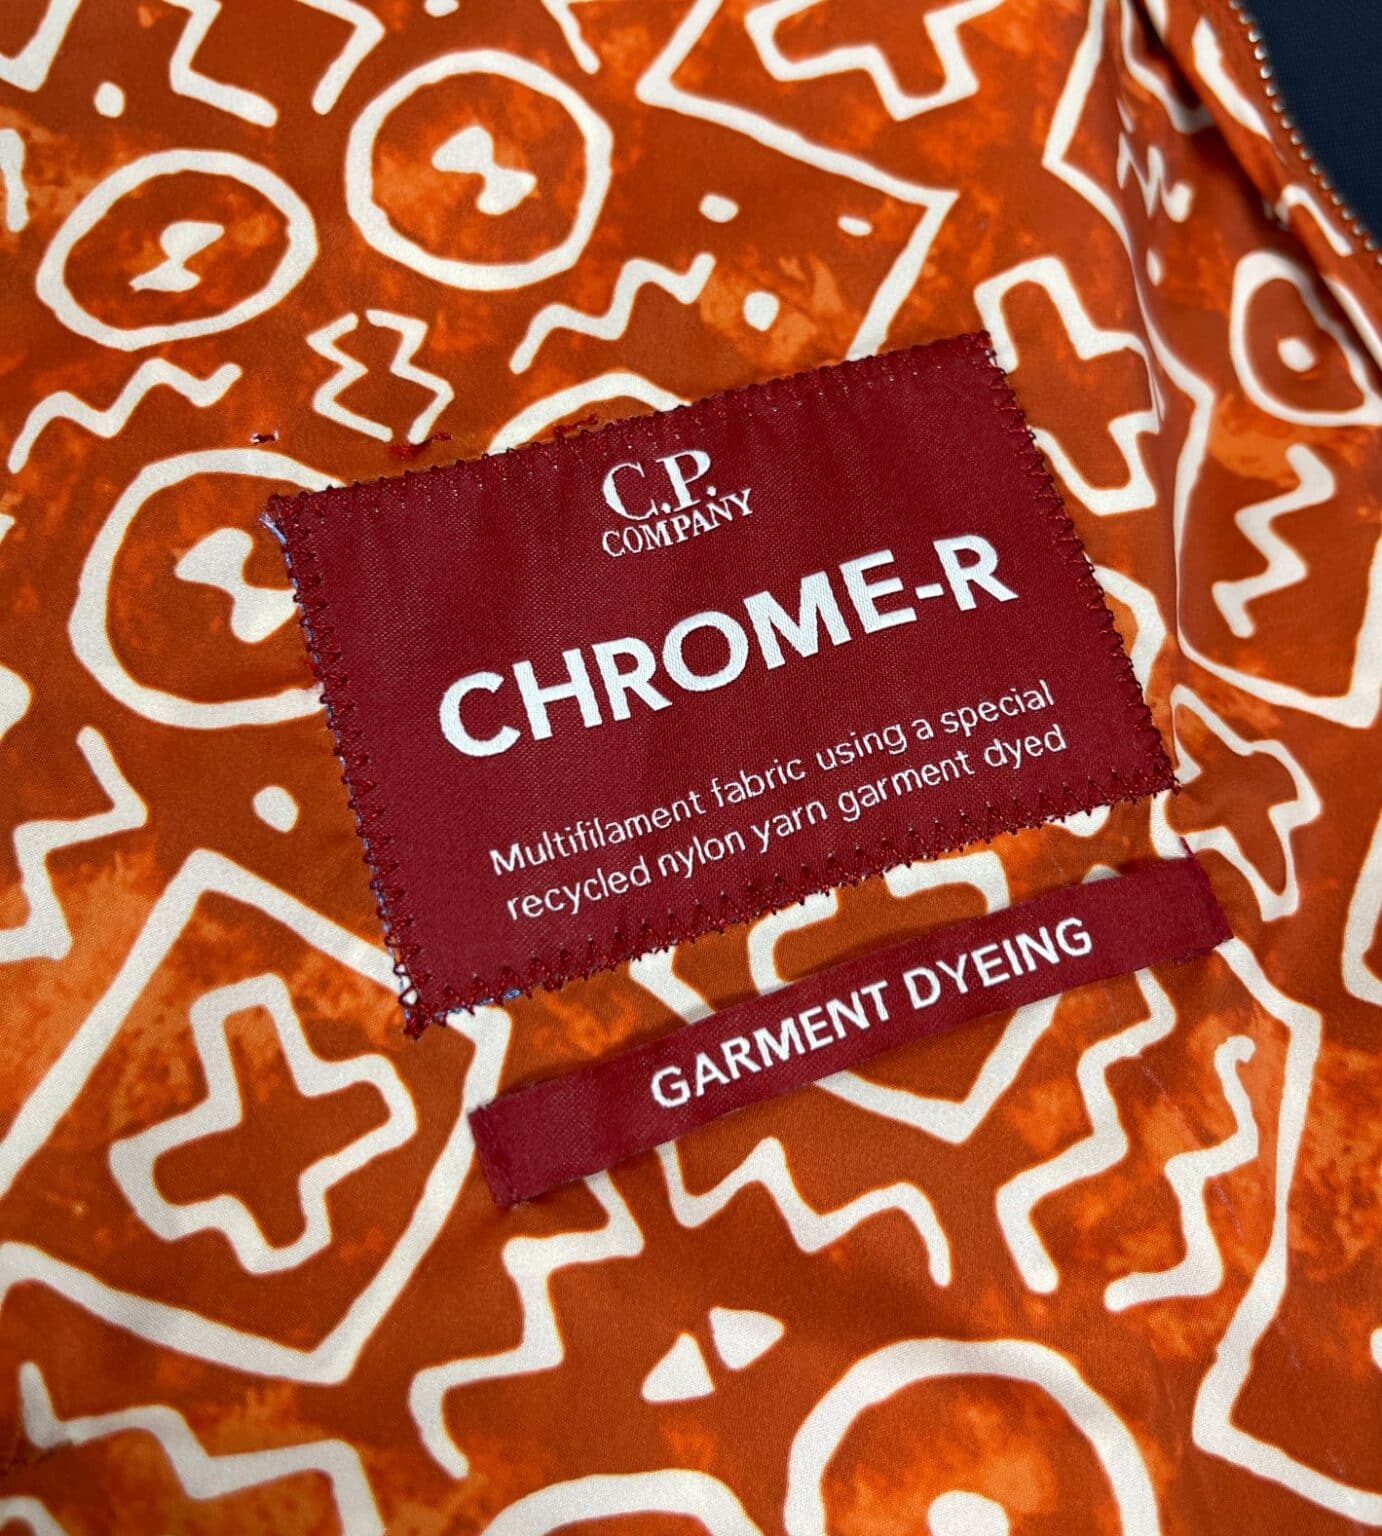 C.P.
COMPANY
CHROME-R
Multifilament fabric using a special
recycled nylon yarn garment dyed
GARMENT DYEING